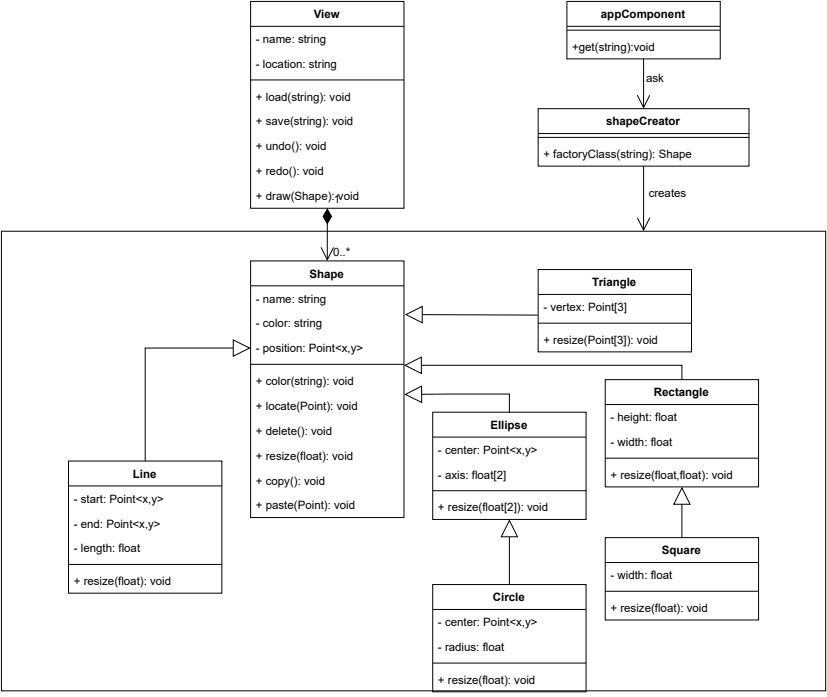 View
- name: string
- location: string
+ load(string): void
+ save(string): void
+ undo(): void
+ redo(): void
+ draw(Shape): void
1
appComponent
+get(string):void
ask
shapeCreator
+ factoryClass(string): Shape
creates
0..*
Shape
- name: string
- color: string
- position: Point<x,y>
+ color(string): void
+ locate(Point): void
+ delete(): void
+ resize(float): void
+ copy(): void
+ paste(Point): void
Triangle
- vertex: Point[3]
+ resize(Point[3]): void
Rectangle
- height: float
- width: float
+ resize(float,float): void
Ellipse
- center: Point<x,y>
- axis: float[2]
+ resize(float[2]): void
Line
- start: Point<x,y>
- end: Point<x,y>
- length: float
+ resize(float): void
Square
- width: float
+ resize(float): void
Circle
- center: Point<x,y>
- radius: float
+ resize(float): void